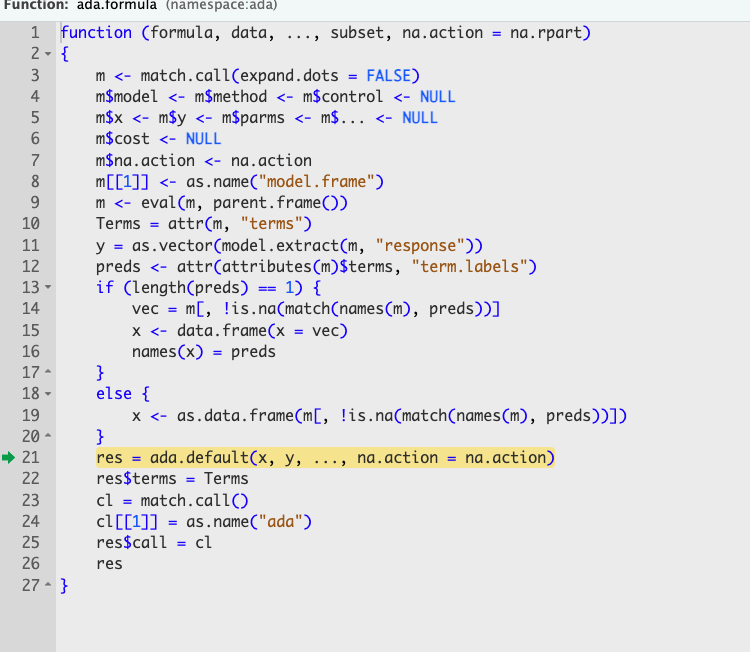 Function: ada.formula (namespace:ada)
1 function (formula, data, ..., subset, na.action = na.rpart)
2 {
3 m <- match.call(expand.dots = FALSE)
4 m$model <- m$method <- m$control <- NULL
5 m$x <- m$y <- m$parms <- m$... <- NULL
6 m$cost <- NULL
7 m$na.action <- na.action
8 m[[1]] <- as.name("model.frame")
9 m <- eval(m, parent.frame())
10 Terms = attr(m, "terms")
11 y = as.vector(model.extract(m, "response"))
12 preds <- attr(attributes(m)$terms, "term.labels")
13 if (length(preds) == 1) {
14 vec = m[, !is.na(match(names(m), preds))]
15 x <- data.frame(x = vec)
16 names(x) = preds
17 }
18 else {
19 x <- as.data.frame(m[, !is.na(match(names(m), preds))])
20 }
21 res = ada.default(x, y, ..., na.action = na.action)
22 res$terms = Terms
23 cl = match.call()
24 cl[[1]] = as.name("ada")
25 res$call = cl
26 res
27 }